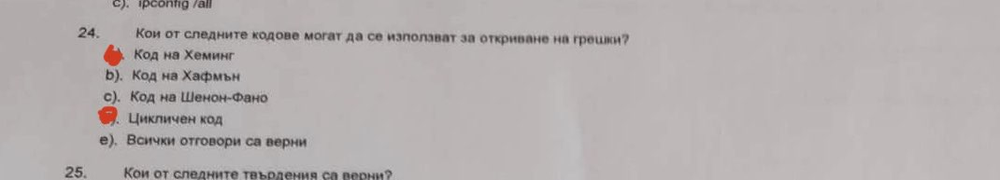 c). ipconfig /all
24. Кои от следните кодове могат да се използват за откриване на грешки?
. Код на Хеминг
b). Код на Хафмън
c). Код на Шенон-Фано
). Цикличен код
e). Всички отговори са верни
25. Кои от следните твърдения са верни?